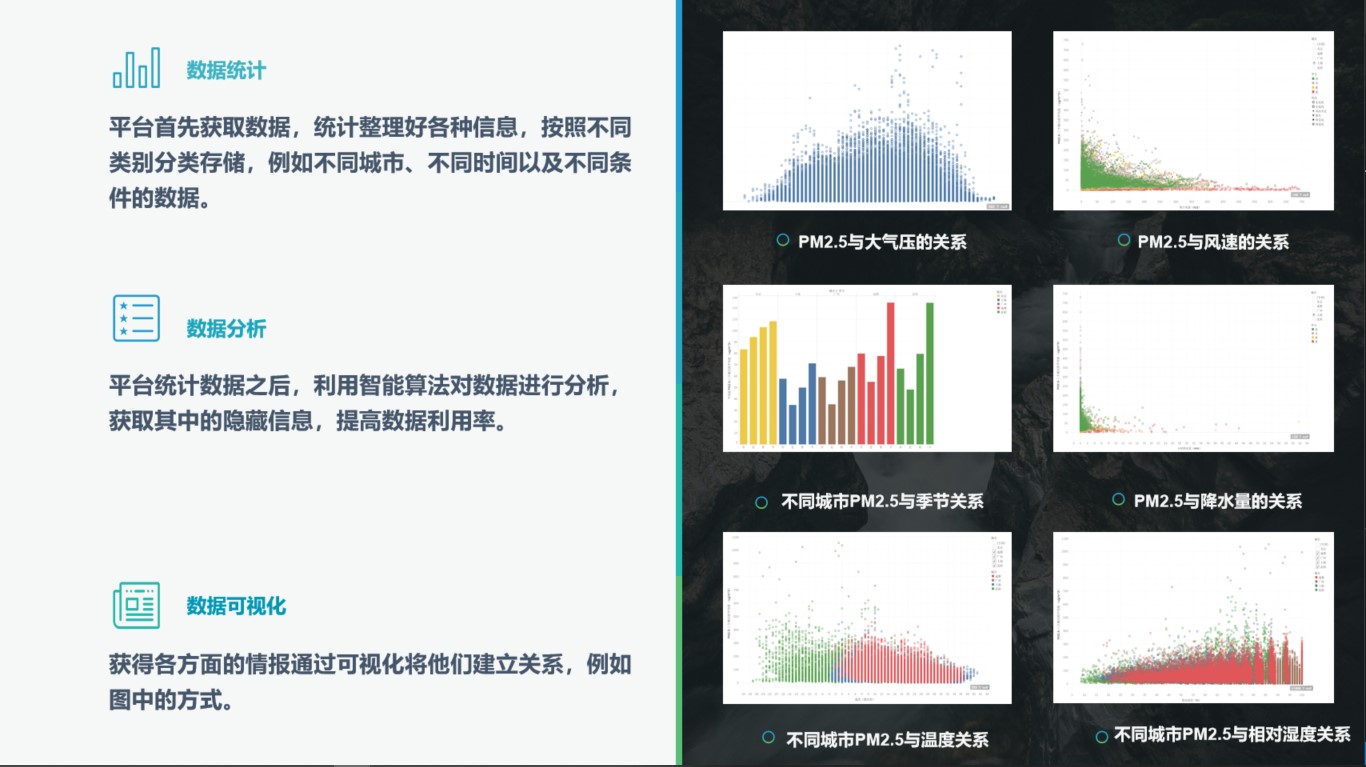 数据统计
平台首先获取数据，统计整理好各种信息，按照不同
类别分类存储，例如不同城市、不同时间以及不同条
件的数据。
数据分析
平台统计数据之后，利用智能算法对数据进行分析，
获取其中的隐藏信息，提高数据利用率。
数据可视化
获得各方面的情报通过可视化将他们建立关系，例如
图中的方式。
PM2.5与大气压的关系
PM2.5与风速的关系
不同城市PM2.5与季节关系
PM2.5与降水量的关系
不同城市PM2.5与温度关系
不同城市PM2.5与相对湿度关系